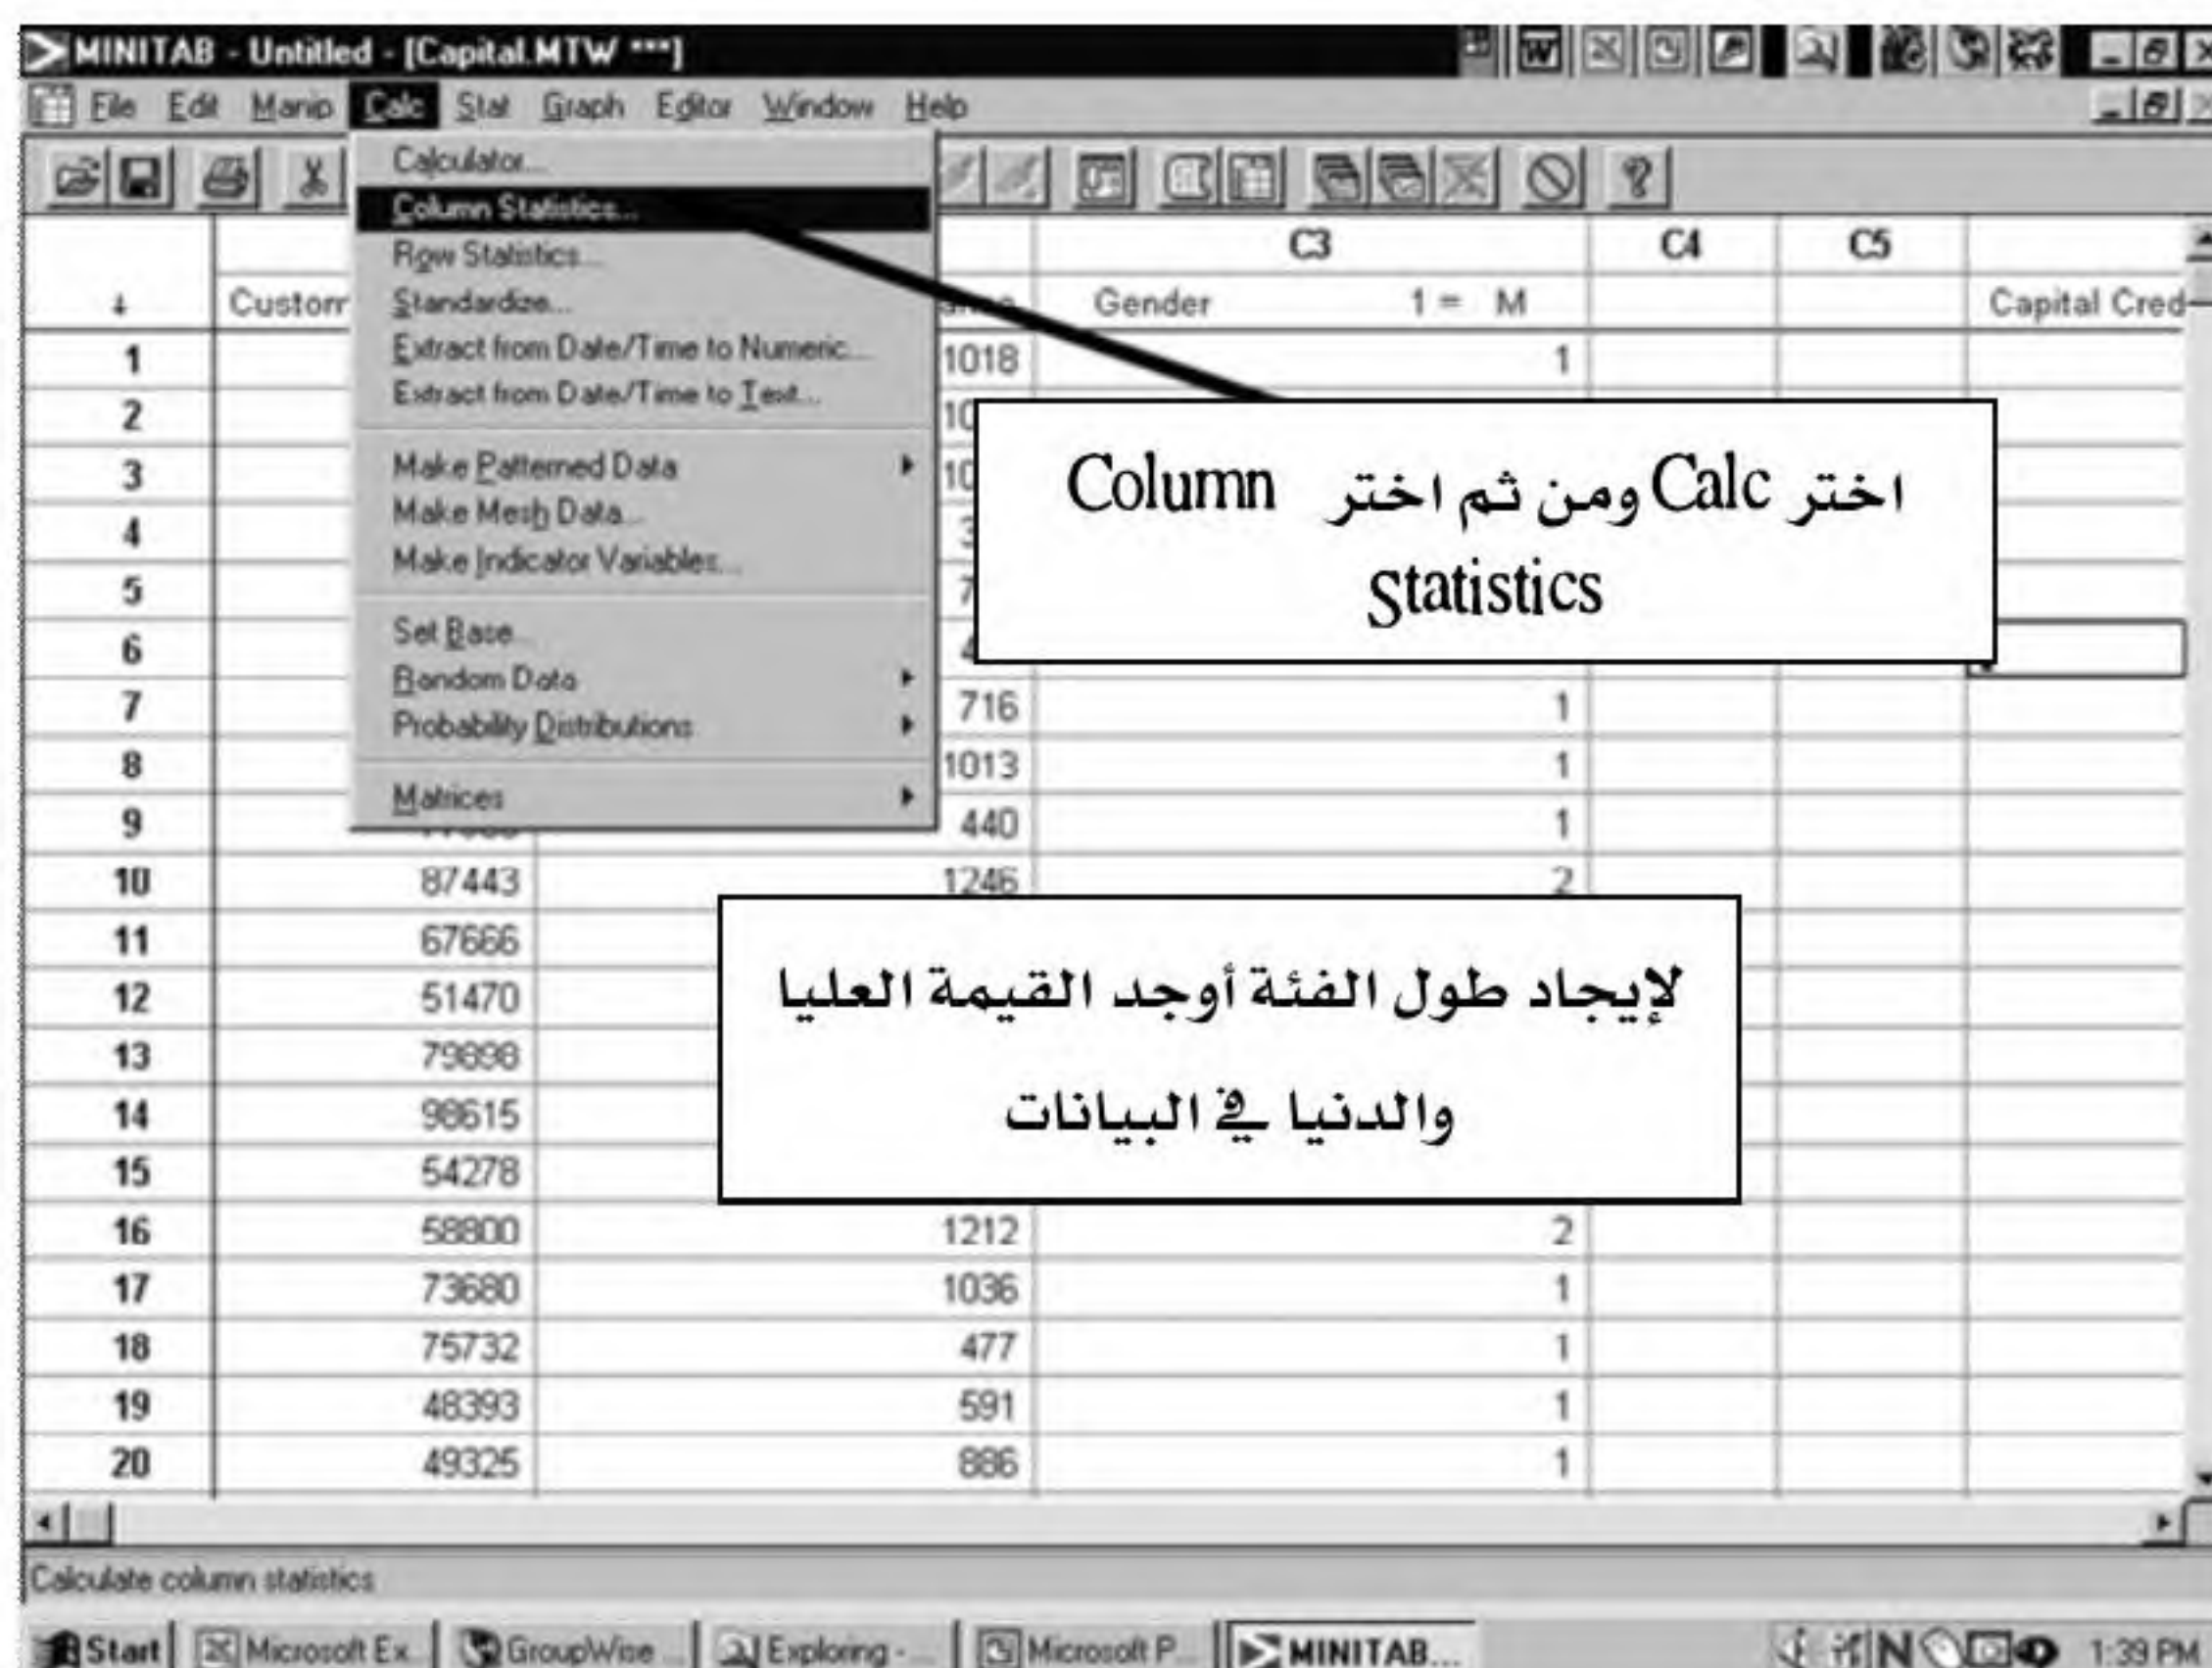 MINITAB - Untitled - [Capital.MTW ***]
File Edit Manip Calc Stat Graph Editor Window Help
Calculator...
Column Statistics...
Row Statistics...
Standardize...
Extract from Date/Time to Numeric...
Extract from Date/Time to Text...
Make Patterned Data
Make Mesh Data...
Make Indicator Variables...
Set Base...
Random Data
Probability Distributions
Matrices
C3 C4 C5
Custom Gender 1 = M Capital Cred
1 1018 1
2
3
4
5
6
7 716 1
8 1013 1
9 440 1
10 87443 1246 2
11 67666
12 51470
13 79898
14 98615
15 54278
16 58800 1212 2
17 73680 1036 1
18 75732 477 1
19 48393 591 1
20 49325 886 1
اختر Calc ومن ثم اختر Column
Statistics
لإيجاد طول الفئة أوجد القيمة العليا
والدنيا في البيانات
Calculate column statistics
Start Microsoft Ex... GroupWise ... Exploring - ... Microsoft P... MINITAB... 1:39 PM